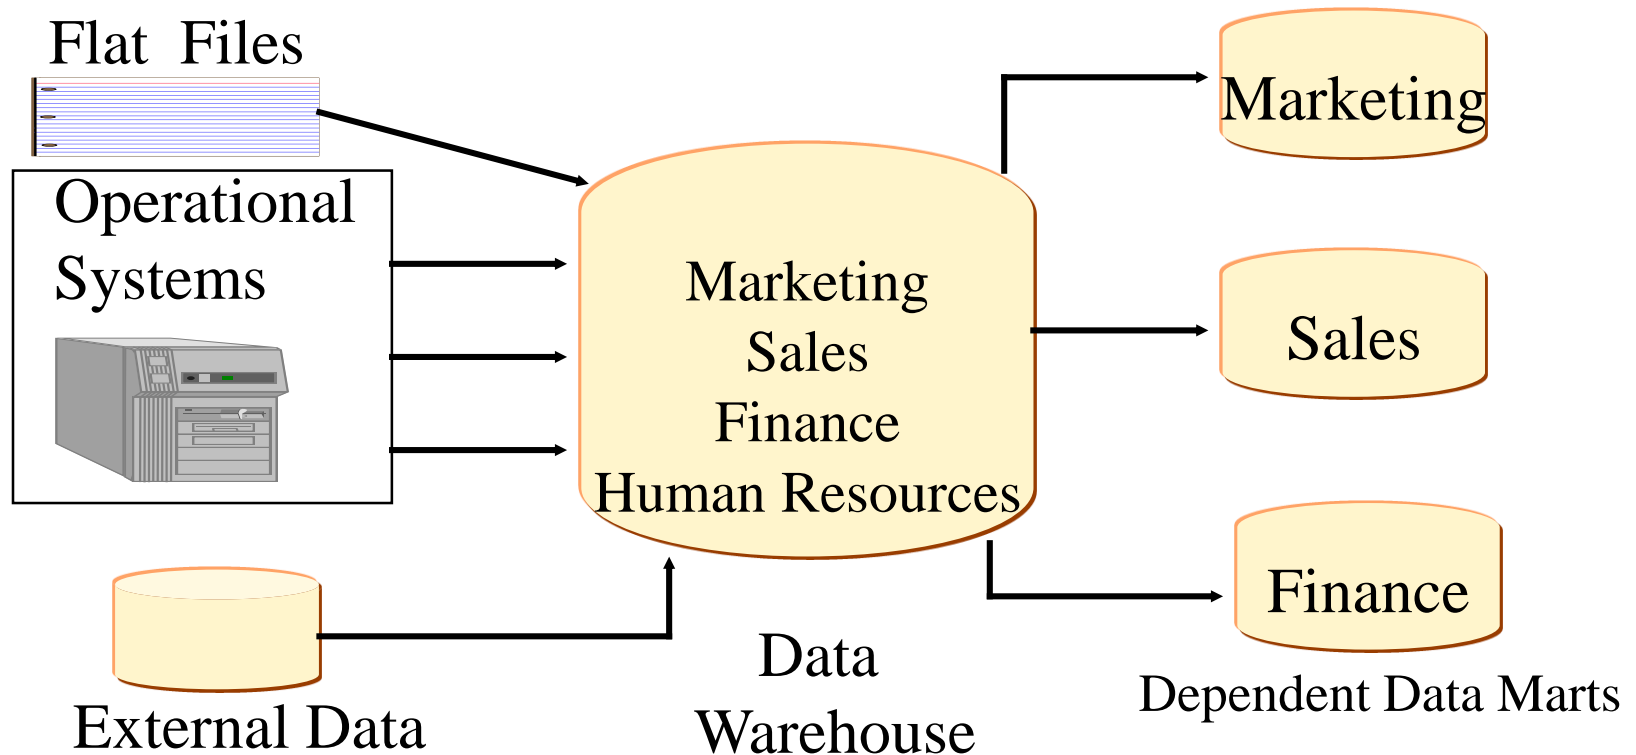 Flat Files
Operational
Systems
External Data
Marketing
Sales
Finance
Human Resources
Data
Warehouse
Marketing
Sales
Finance
Dependent Data Marts